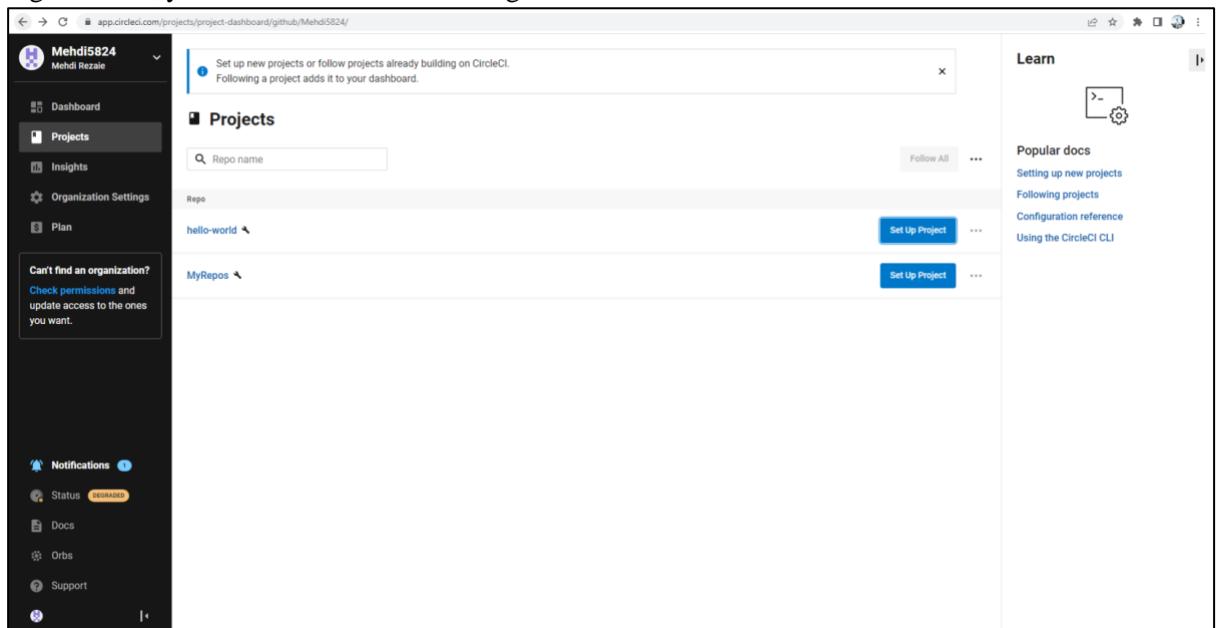 app.circleci.com/projects/project-dashboard/github/Mehdi5824/
Mehdi5824
Mehdi Rezaie
Dashboard
Projects
Insights
Organization Settings
Plan
Can't find an organization?
Check permissions and
update access to the ones
you want.
Notifications 1
Status DEGRADED
Docs
Orbs
Support
Set up new projects or follow projects already building on CircleCI.
Following a project adds it to your dashboard.
Projects
Repo name
Follow All
Repo
hello-world
Set Up Project
MyRepos
Set Up Project
Learn
Popular docs
Setting up new projects
Following projects
Configuration reference
Using the CircleCI CLI